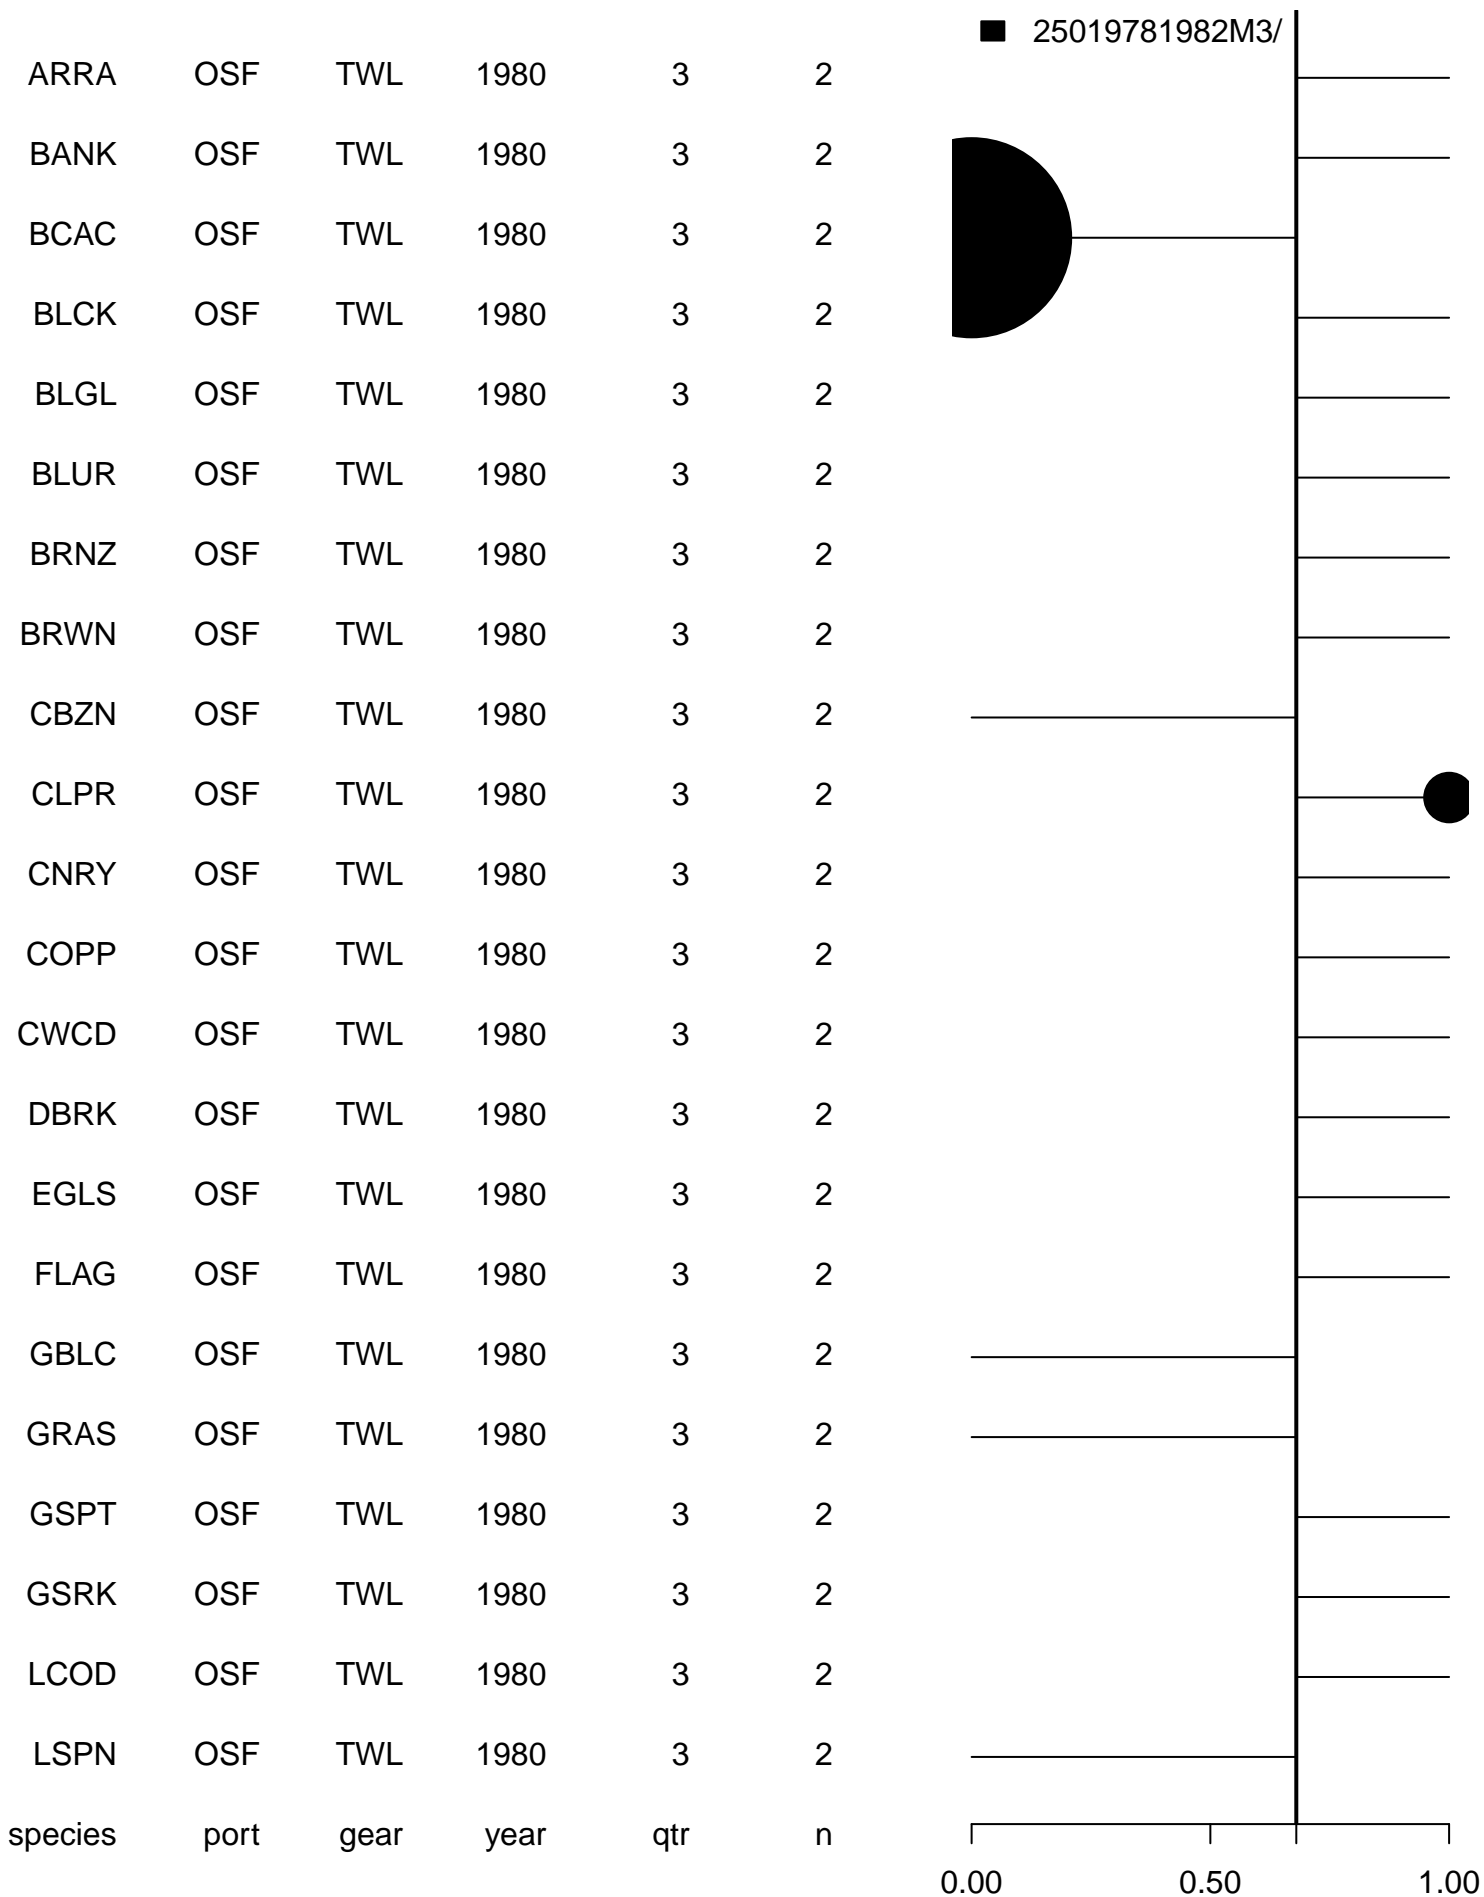 25019781982M3/
ARRA OSF TWL 1980 3 2
BANK OSF TWL 1980 3 2
BCAC OSF TWL 1980 3 2
BLCK OSF TWL 1980 3 2
BLGL OSF TWL 1980 3 2
BLUR OSF TWL 1980 3 2
BRNZ OSF TWL 1980 3 2
BRWN OSF TWL 1980 3 2
CBZN OSF TWL 1980 3 2
CLPR OSF TWL 1980 3 2
CNRY OSF TWL 1980 3 2
COPP OSF TWL 1980 3 2
CWCD OSF TWL 1980 3 2
DBRK OSF TWL 1980 3 2
EGLS OSF TWL 1980 3 2
FLAG OSF TWL 1980 3 2
GBLC OSF TWL 1980 3 2
GRAS OSF TWL 1980 3 2
GSPT OSF TWL 1980 3 2
GSRK OSF TWL 1980 3 2
LCOD OSF TWL 1980 3 2
LSPN OSF TWL 1980 3 2
species port gear year qtr n
0.00 0.50 1.00